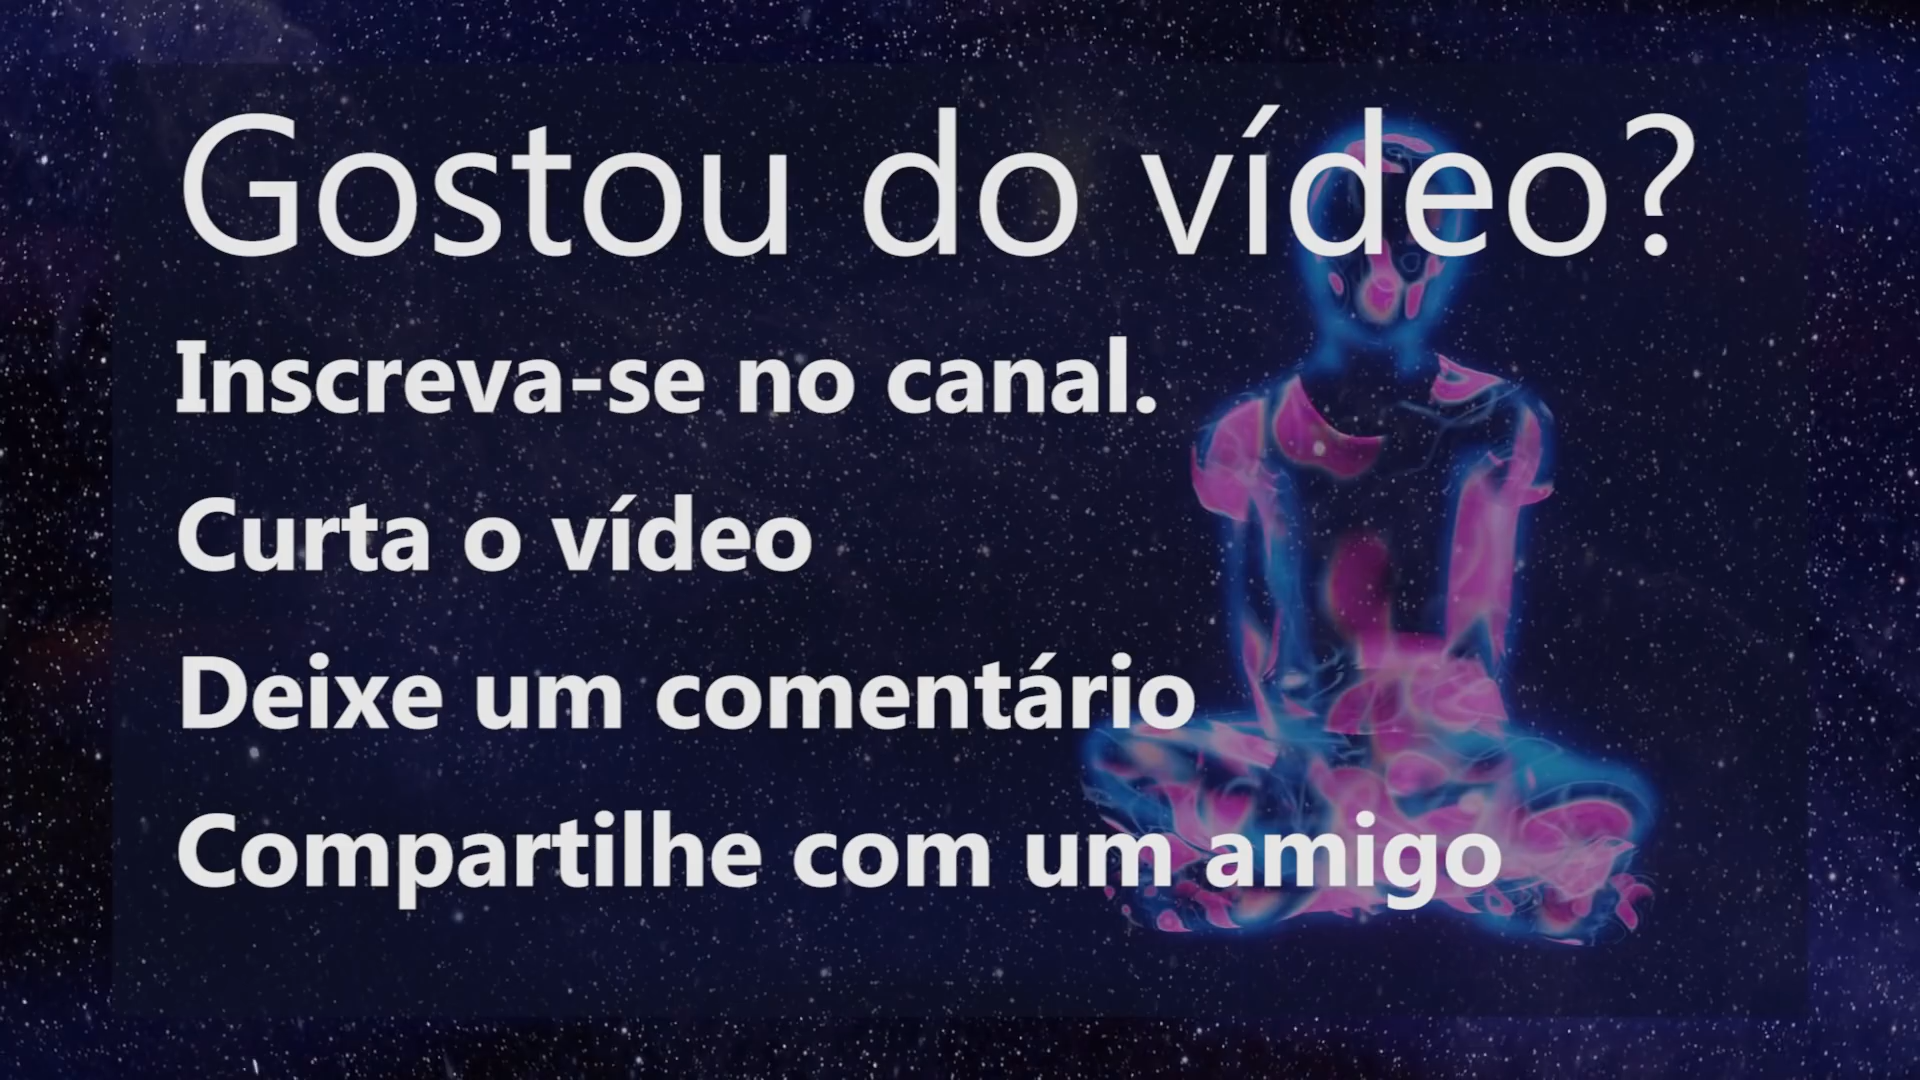 Gostou do vídeo?
Inscreva-se no canal.
Curta o vídeo
Deixe um comentário
Compartilhe com um amigo